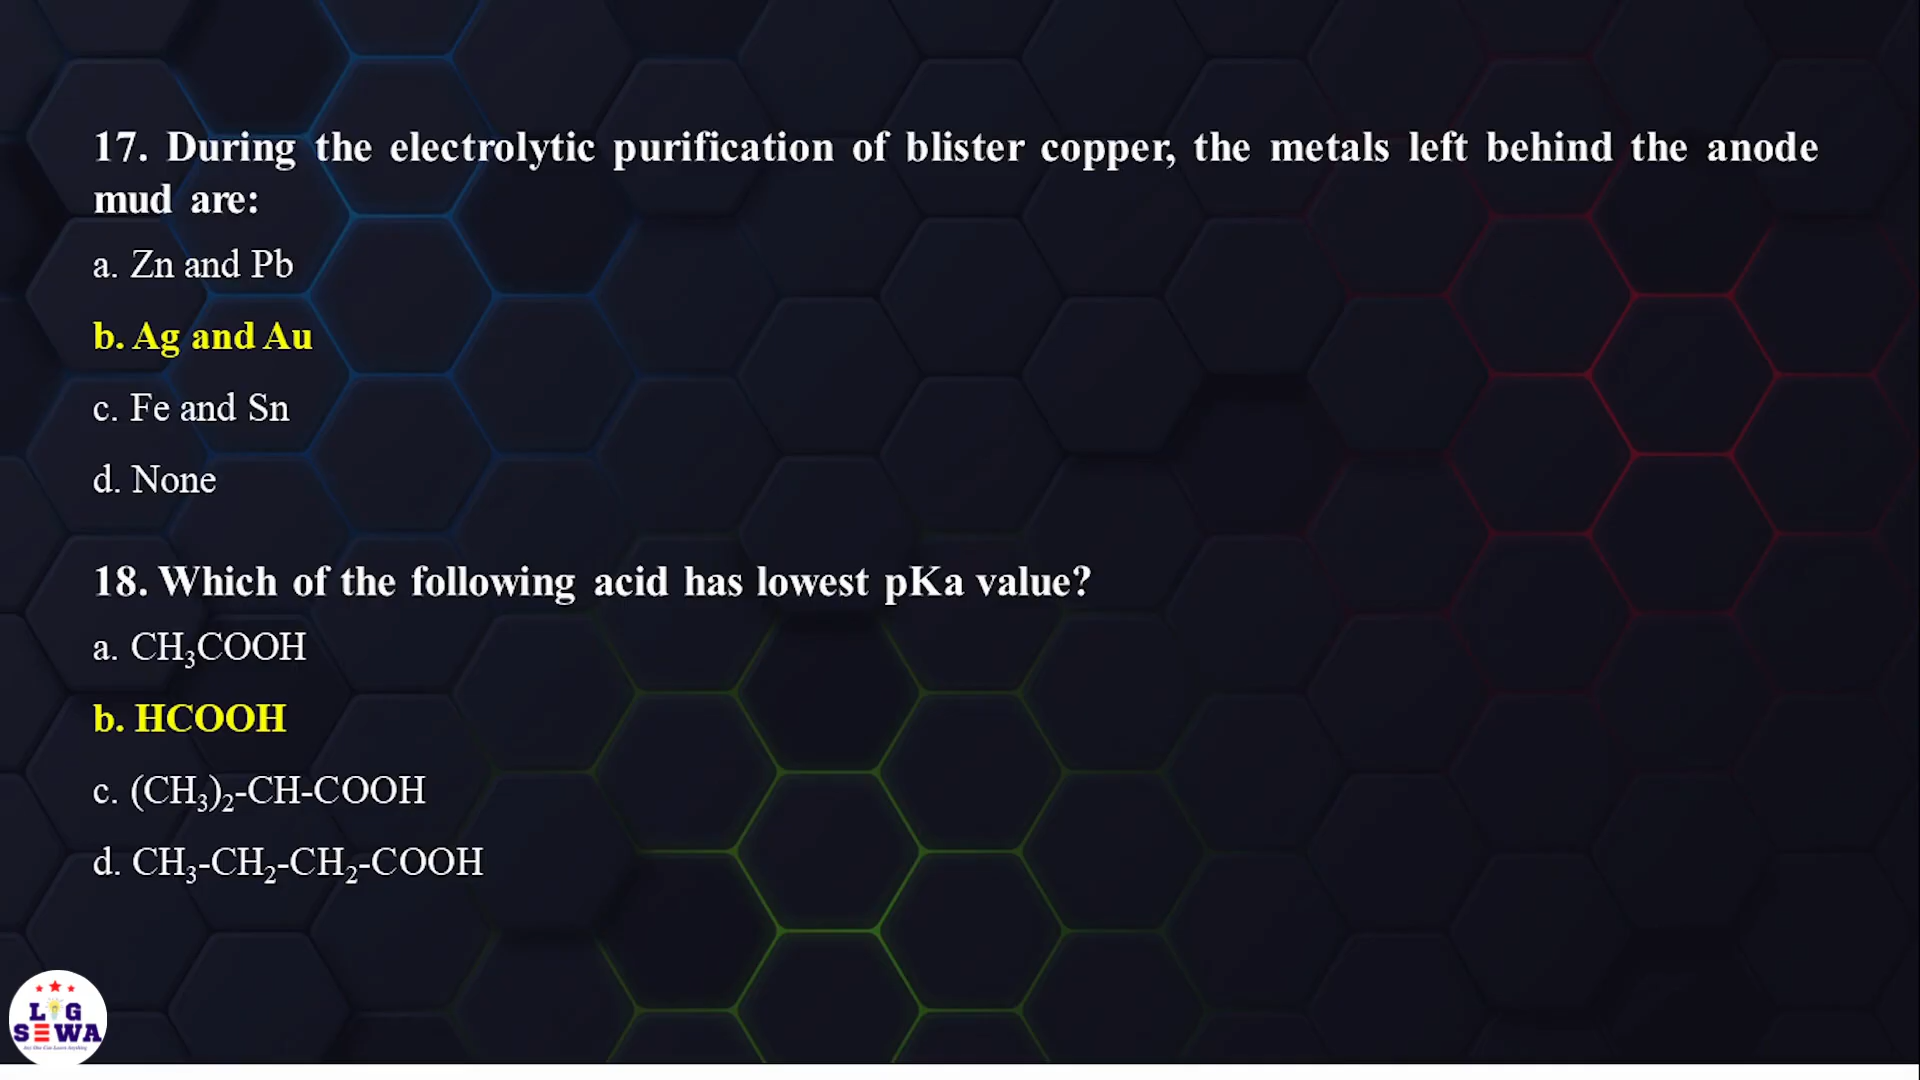 17. During the electrolytic purification of blister copper, the metals left behind the anode
mud are:
a. Zn and Pb
b. Ag and Au
c. Fe and Sn
d. None
18. Which of the following acid has lowest pKa value?
a. CH₃COOH
b. HCOOH
c. (CH₃)₂-CH-COOH
d. CH₃-CH₂-CH₂-COOH
L G
SEWA